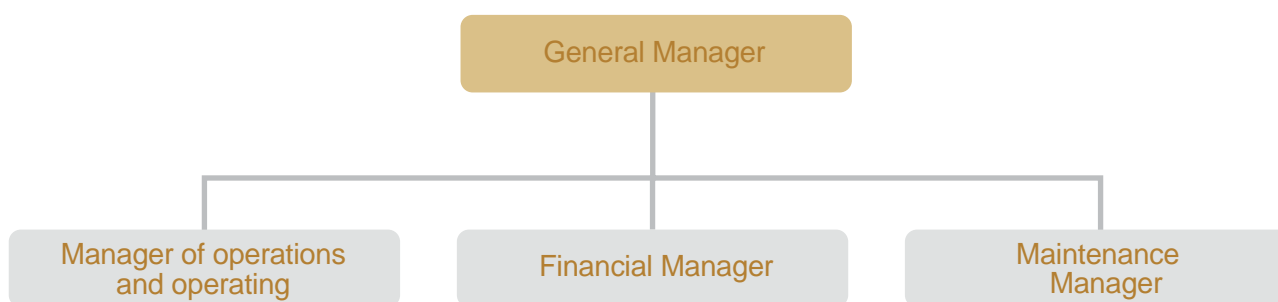 General Manager
Manager of operations
and operating
Financial Manager
Maintenance
Manager